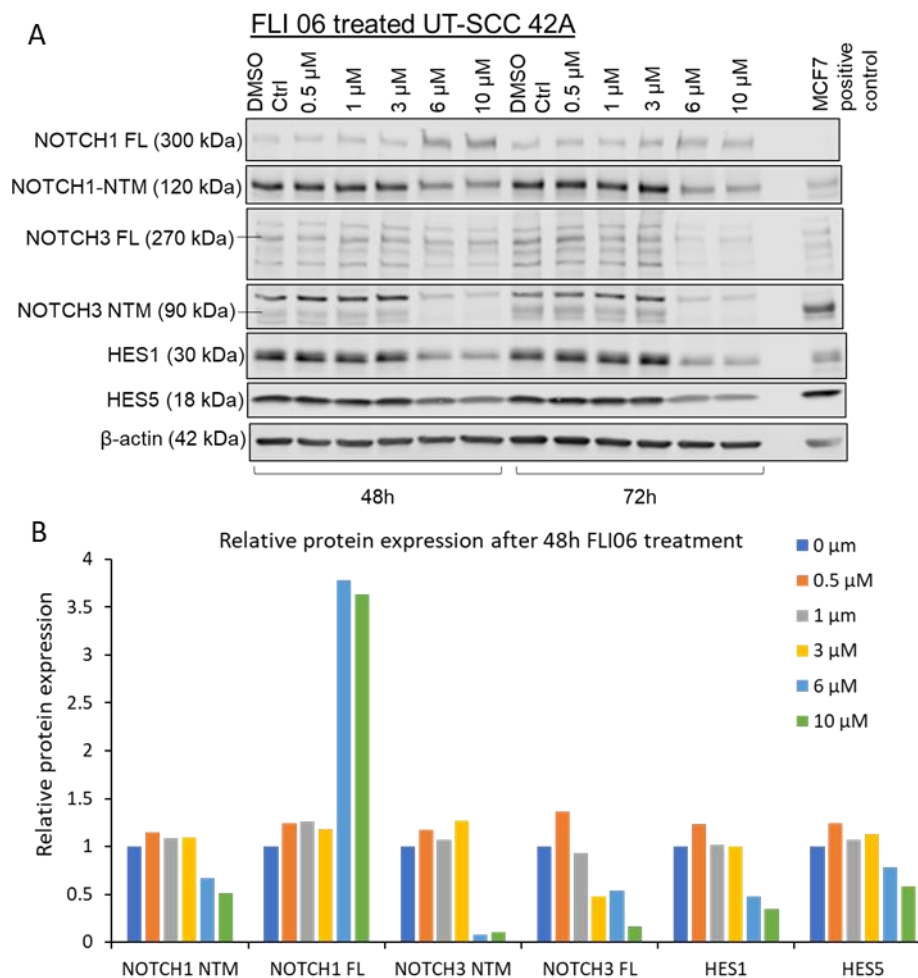 A
FLI 06 treated UT-SCC 42A
DMSO
Ctrl
0.5 µM
1 µM
3 µM
6 µM
10 µM
DMSO
Ctrl
0.5 µM
1 µM
3 µM
6 µM
10 µM
MCF7
positive
control
NOTCH1 FL (300 kDa)
NOTCH1-NTM (120 kDa)
NOTCH3 FL (270 kDa)
NOTCH3 NTM (90 kDa)
HES1 (30 kDa)
HES5 (18 kDa)
β-actin (42 kDa)
48h
72h
B
Relative protein expression after 48h FLI06 treatment
Relative protein expression
4
3.5
3
2.5
2
1.5
1
0.5
0
0 µm
0.5 µM
1 µm
3 µM
6 µM
10 µM
NOTCH1 NTM
NOTCH1 FL
NOTCH3 NTM
NOTCH3 FL
HES1
HES5